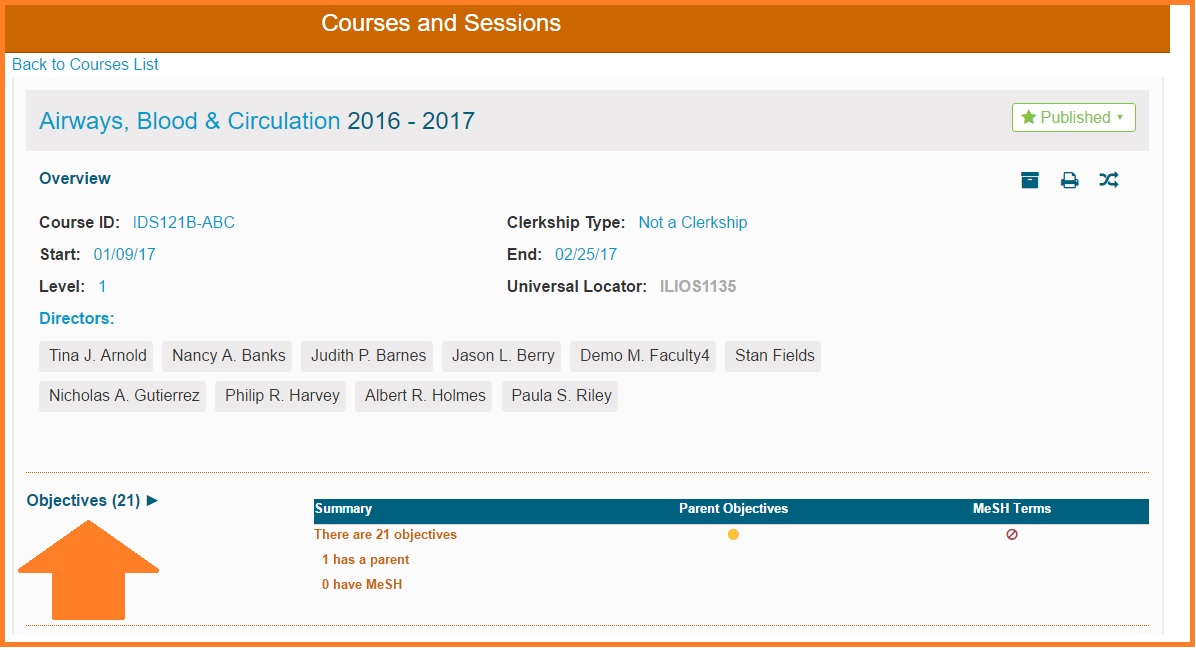 Courses and Sessions
Back to Courses List
Airways, Blood & Circulation 2016 - 2017
Published
Overview
Course ID: IDS121B-ABC Clerkship Type: Not a Clerkship
Start: 01/09/17 End: 02/25/17
Level: 1 Universal Locator: ILIOS1135
Directors:
Tina J. Arnold Nancy A. Banks Judith P. Barnes Jason L. Berry Demo M. Faculty4 Stan Fields
Nicholas A. Gutierrez Philip R. Harvey Albert R. Holmes Paula S. Riley
Objectives (21)
Summary Parent Objectives MeSH Terms
There are 21 objectives
1 has a parent
0 have MeSH